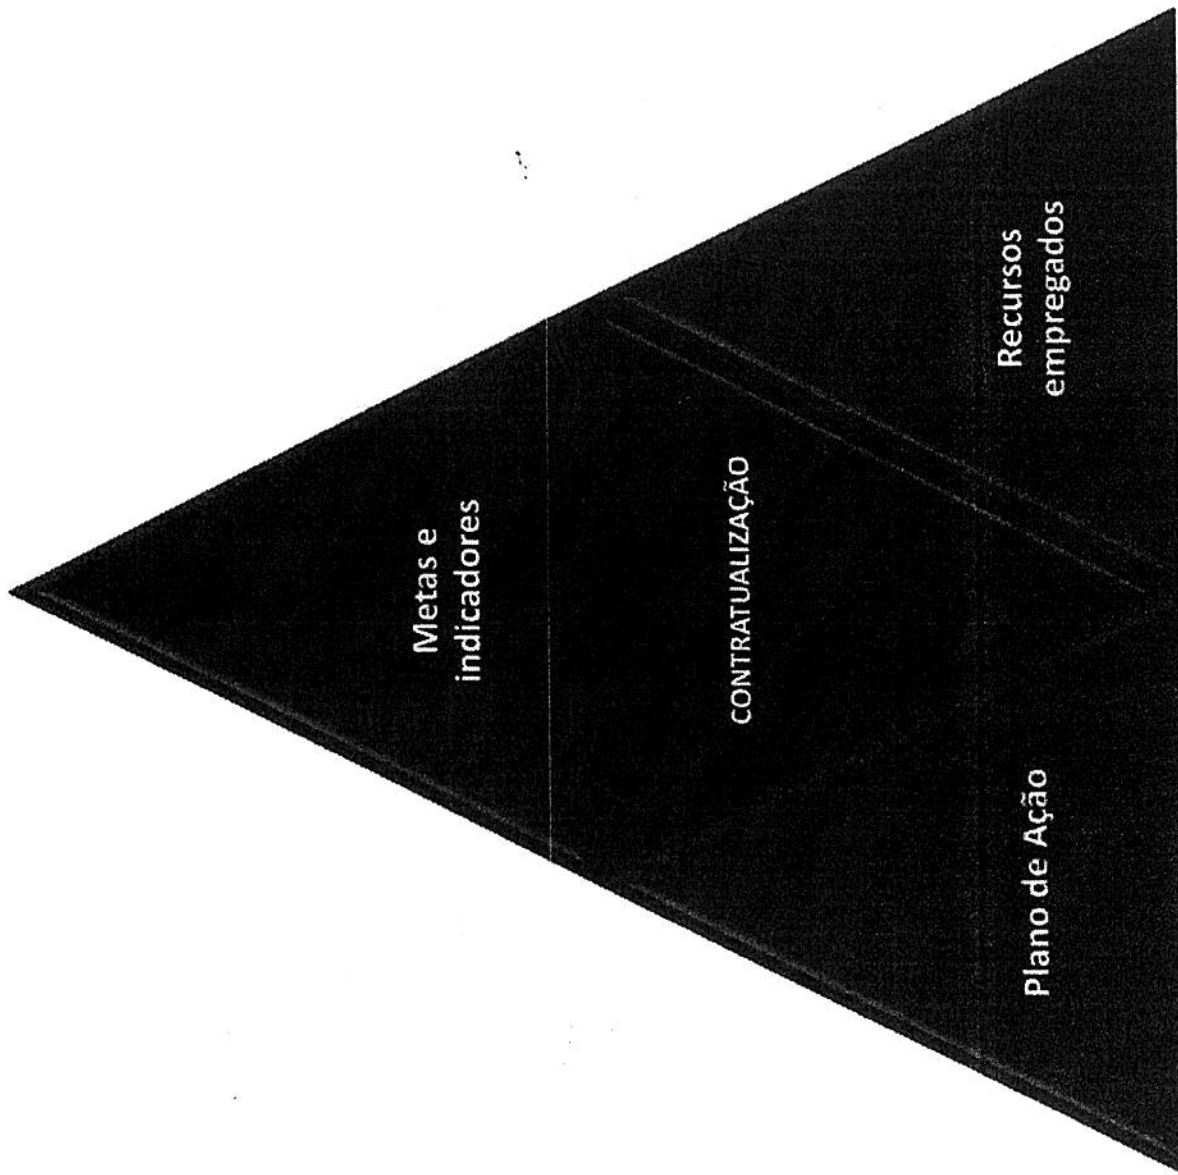 Metas e
indicadores
CONTRATUALIZAÇÃO
Plano de Ação
Recursos
empregados